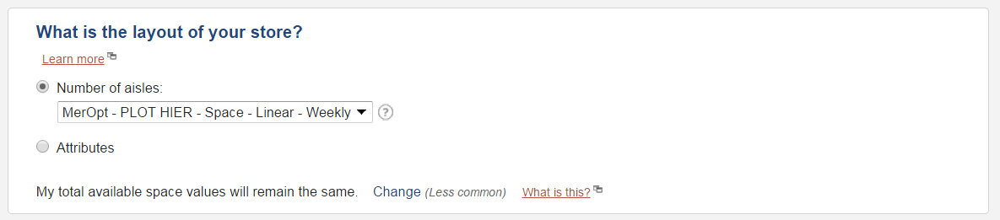 What is the layout of your store?
Learn more
Number of aisles:
MerOpt - PLOT HIER - Space - Linear - Weekly ?
Attributes
My total available space values will remain the same. Change (Less common) What is this?